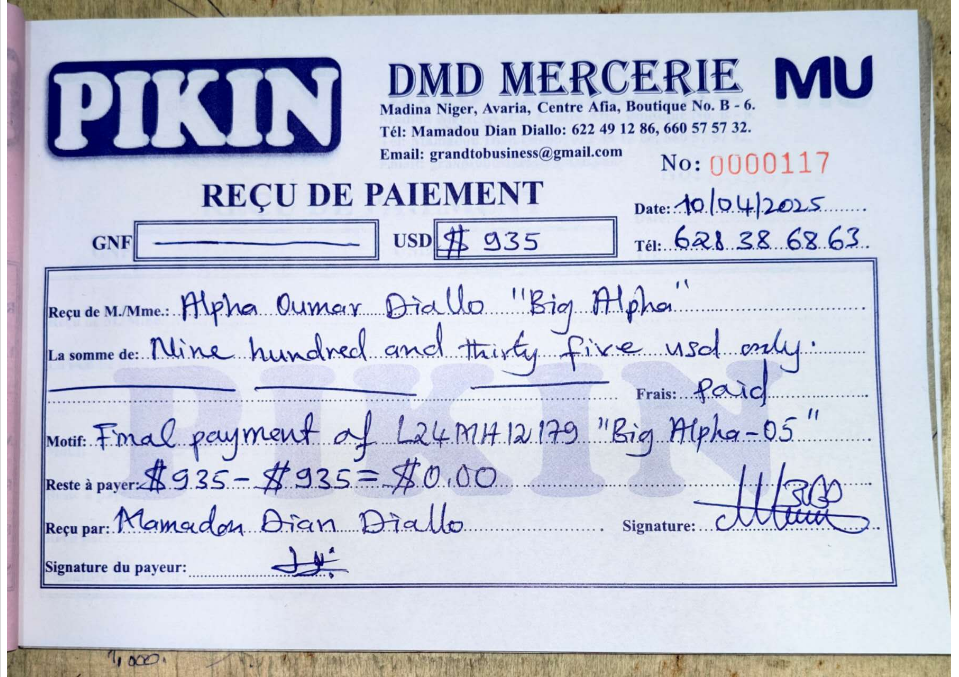 PIKIN
DMD MERCERIE
MU
Madina Niger, Avaria, Centre Afia, Boutique No. B - 6.
Tél: Mamadou Dian Diallo: 622 49 12 86, 660 57 57 32.
Email: grandtobusiness@gmail.com
No: 0000117
REÇU DE PAIEMENT
Date: 10/04/2025
GNF USD $ 935
Tél: 628 38 68 63
Reçu de M./Mme.: Alpha Oumar Diallo "Big Alpha"
La somme de: Nine hundred and thirty five usd only.
Frais: Paid
Motif: Final payment of L24MH12179 "Big Alpha-05"
Reste à payer: $935 - $935 = $0.00
Reçu par: Mamadou Dian Diallo Signature:
Signature du payeur:
PIKIN